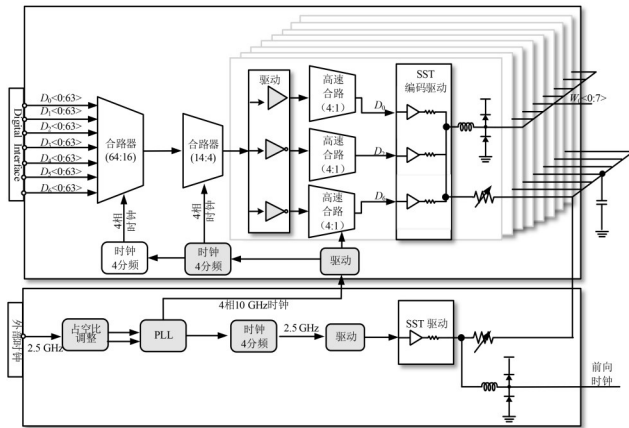 Digital Interface
D₀<0:63>
D₁<0:63>
D₂<0:63>
D₃<0:63>
D₄<0:63>
D₅<0:63>
D₆<0:63>
合路器
(64:16)
合路器
(14:4)
驱动
高速
合路
(4:1)
高速
合路
(4:1)
高速
合路
(4:1)
D₀
D₆
SST
编码驱动
<0:7>
4相
时钟
4相
时钟
时钟
4分频
时钟
4分频
驱动
4相10 GHz时钟
外部时钟
2.5 GHz
占空比
调整
PLL
时钟
4分频
2.5 GHz
驱动
SST 驱动
前向
时钟